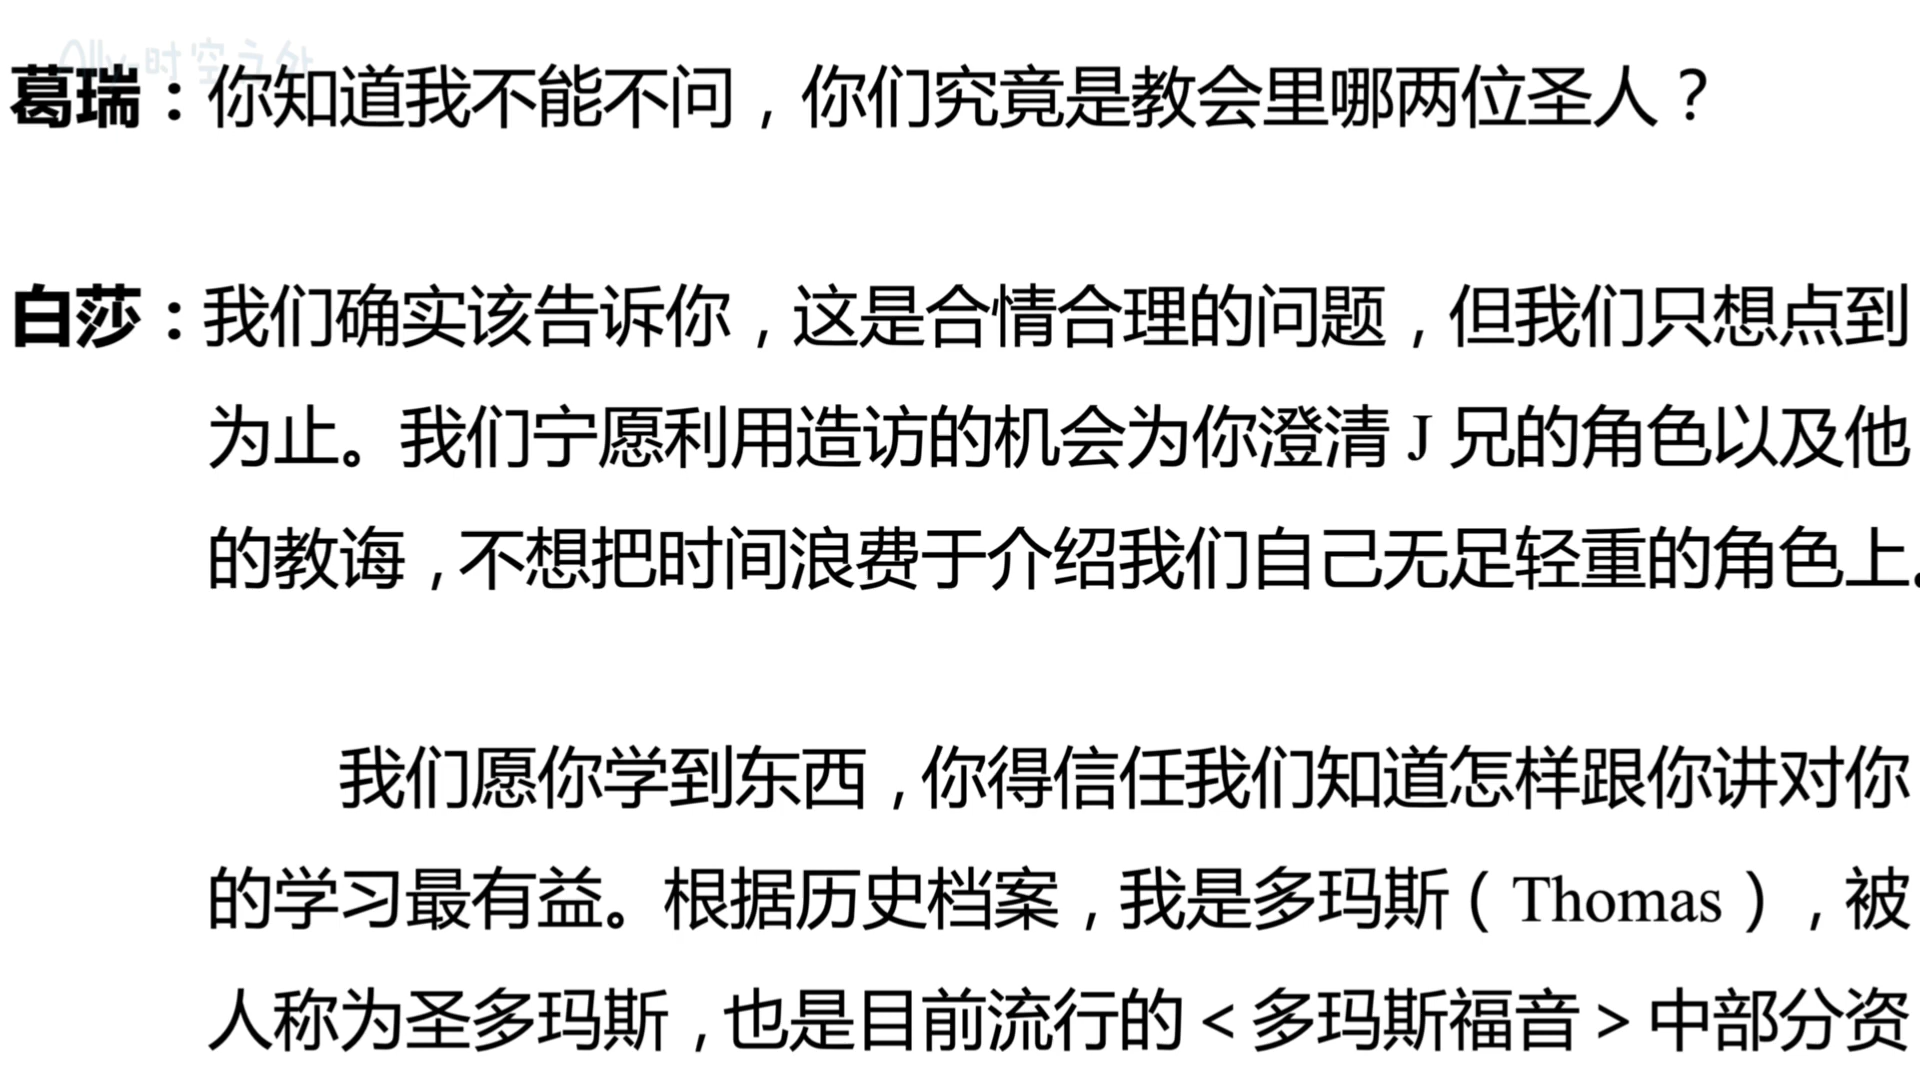 Olly-时空之外
葛瑞：你知道我不能不问，你们究竟是教会里哪两位圣人？
白莎：我们确实该告诉你，这是合情合理的问题，但我们只想点到
为止。我们宁愿利用造访的机会为你澄清 J 兄的角色以及他
的教诲，不想把时间浪费于介绍我们自己无足轻重的角色上。
我们愿你学到东西，你得信任我们知道怎样跟你讲对你
的学习最有益。根据历史档案，我是多玛斯（Thomas），被
人称为圣多玛斯，也是目前流行的＜多玛斯福音＞中部分资